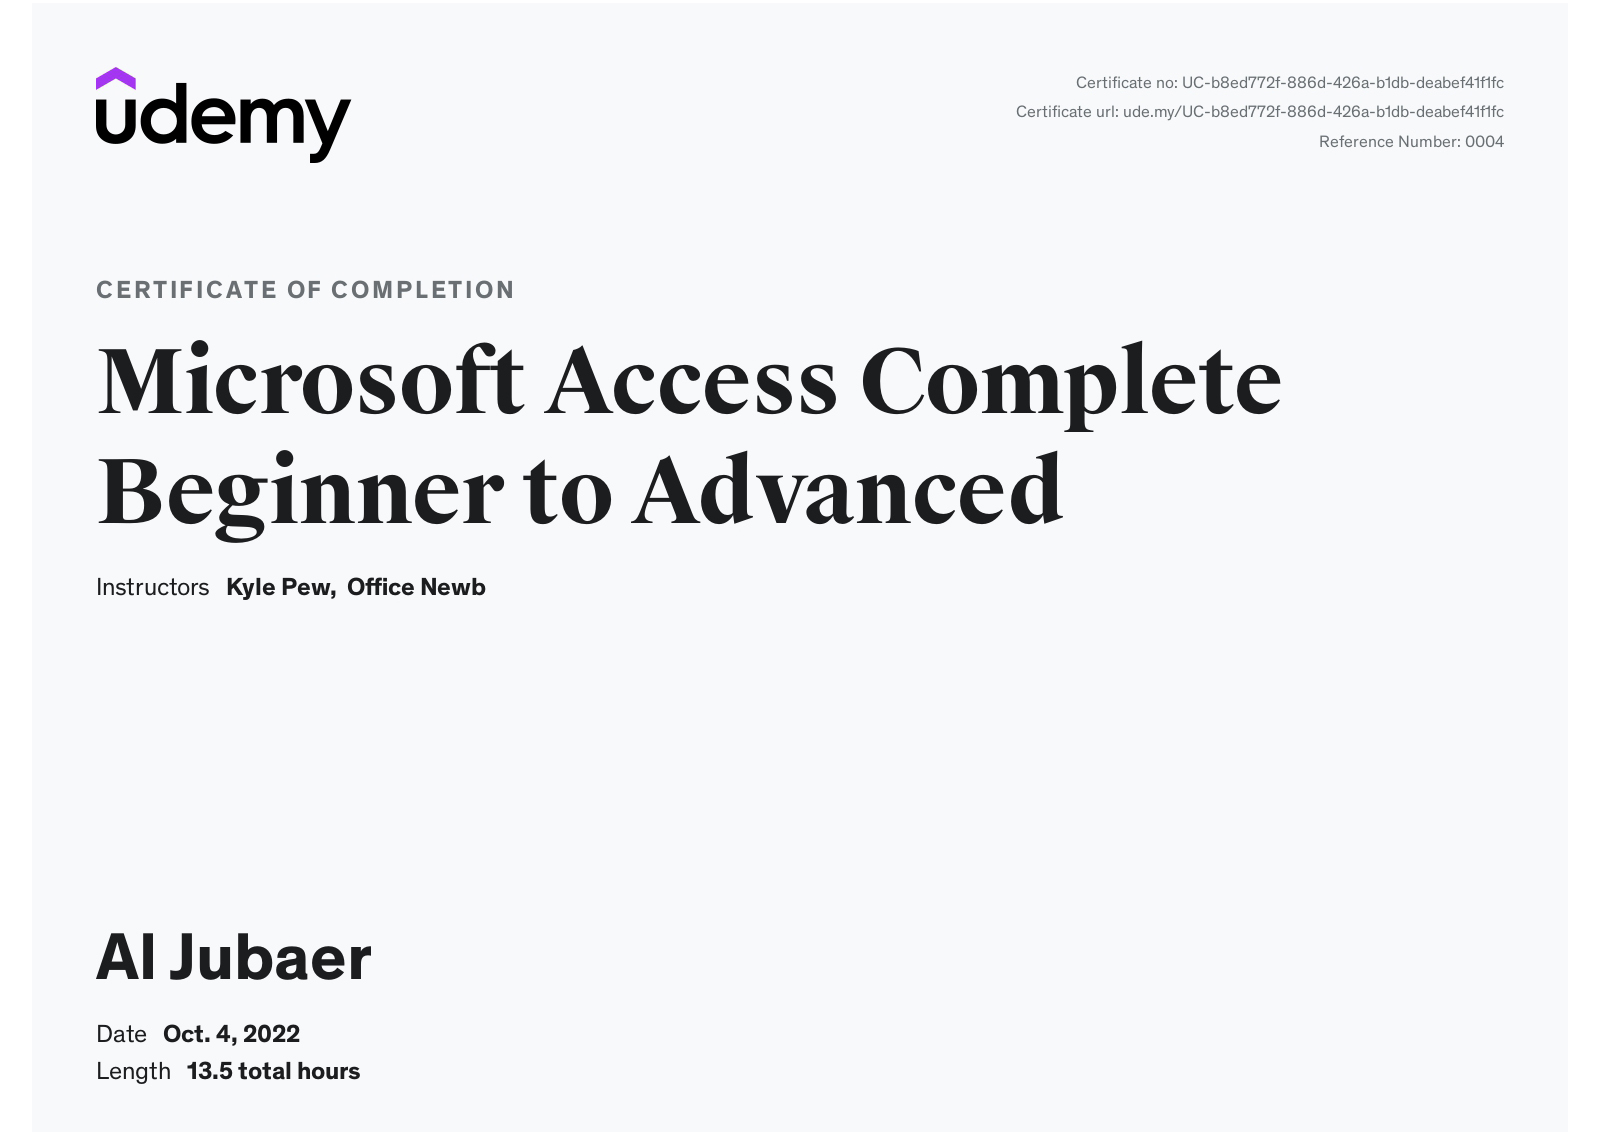 udemy
Certificate no: UC-b8ed772f-886d-426a-b1db-deabef41f1fc
Certificate url: ude.my/UC-b8ed772f-886d-426a-b1db-deabef41f1fc
Reference Number: 0004
CERTIFICATE OF COMPLETION
Microsoft Access Complete
Beginner to Advanced
Instructors Kyle Pew, Office Newb
Al Jubaer
Date Oct. 4, 2022
Length 13.5 total hours